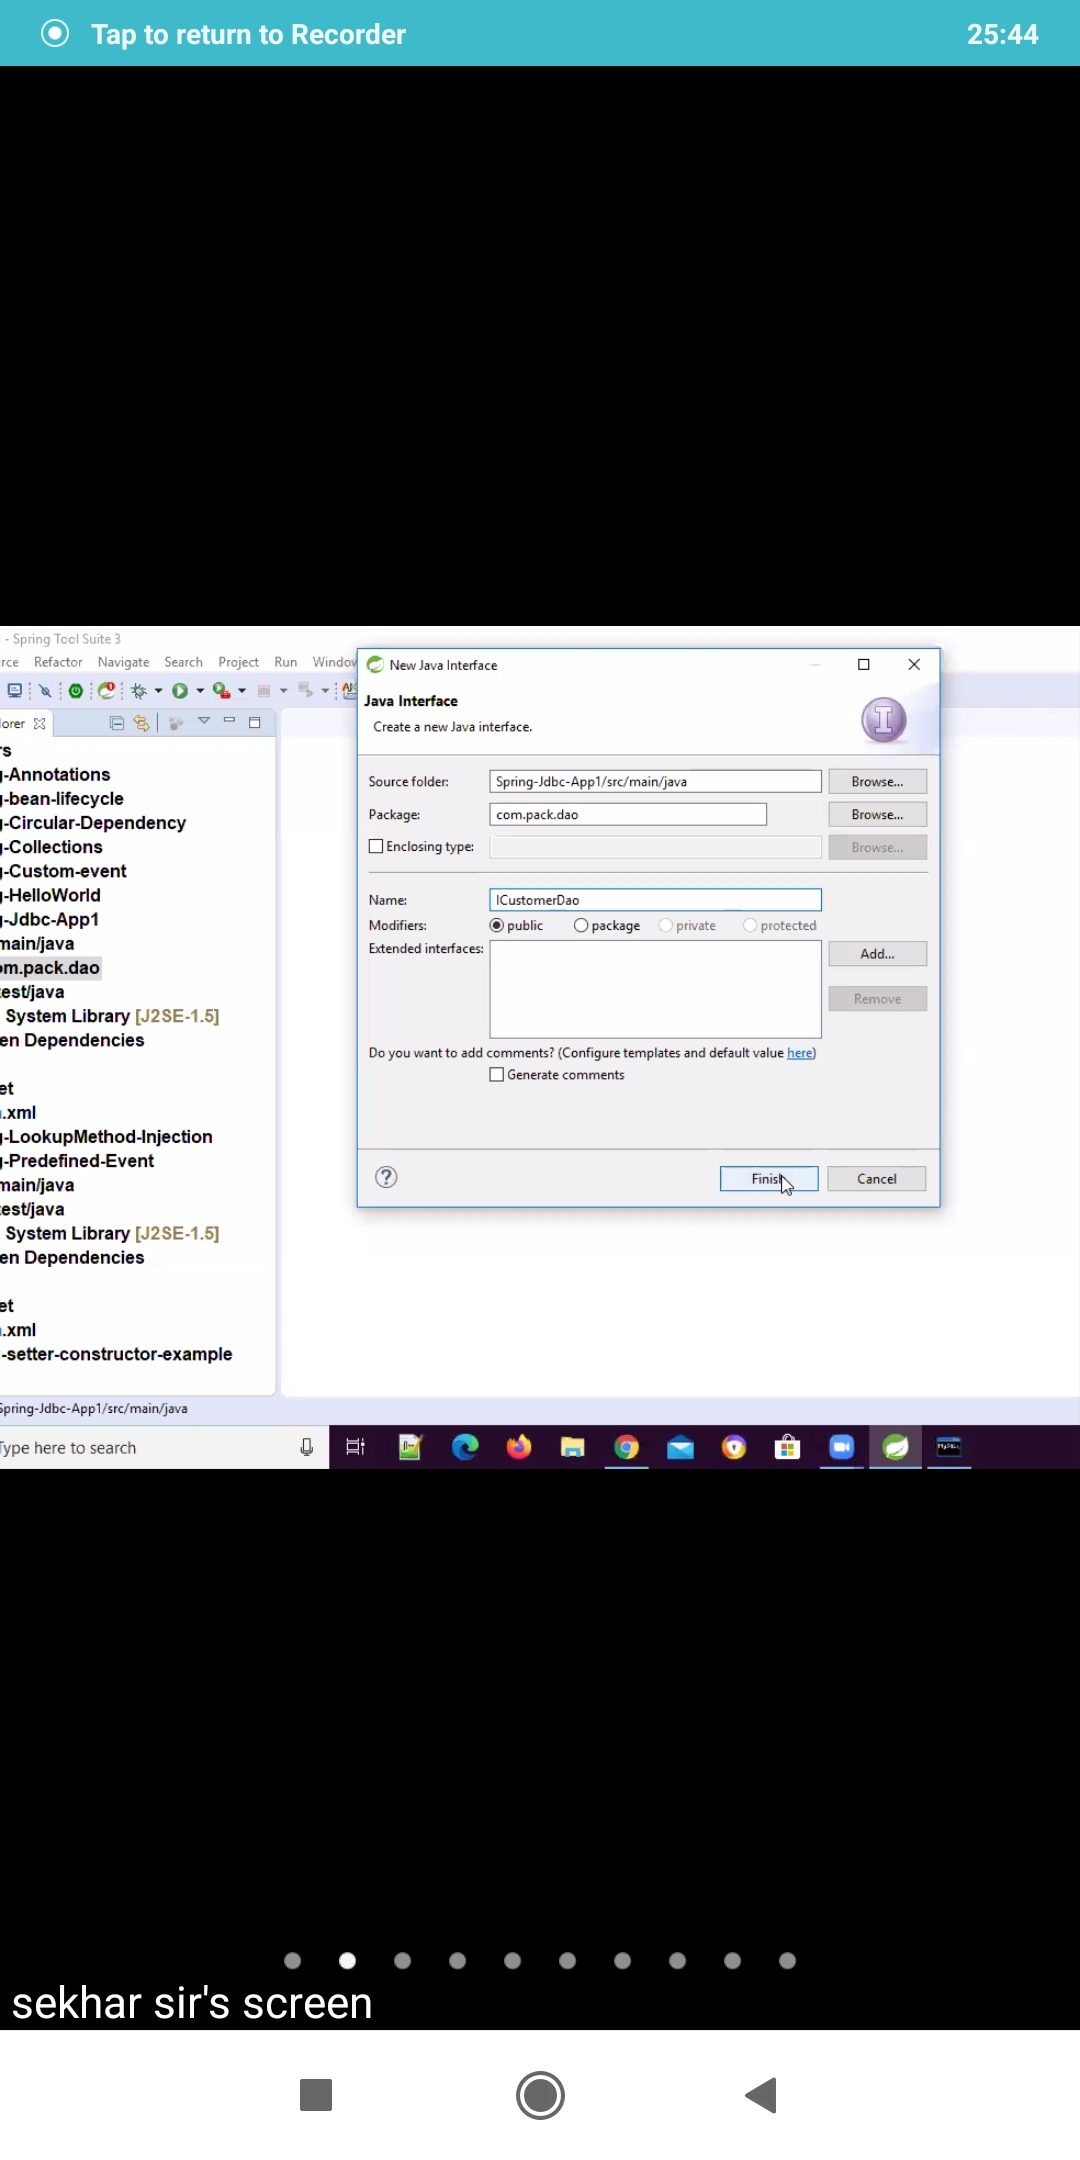 Tap to return to Recorder 25:44
- Spring Tool Suite 3
rce Refactor Navigate Search Project Run Window
New Java Interface
Java Interface
Create a new Java interface.
lorer
rs
g-Annotations
g-bean-lifecycle
g-Circular-Dependency
g-Collections
g-Custom-event
g-HelloWorld
g-Jdbc-App1
main/java
om.pack.dao
test/java
System Library [J2SE-1.5]
en Dependencies
et
.xml
g-LookupMethod-Injection
g-Predefined-Event
main/java
test/java
System Library [J2SE-1.5]
en Dependencies
et
.xml
-setter-constructor-example
Source folder: Spring-Jdbc-App1/src/main/java Browse...
Package: com.pack.dao Browse...
Enclosing type: Browse...
Name: ICustomerDao
Modifiers: public package private protected
Extended interfaces: Add...
Remove
Do you want to add comments? (Configure templates and default value here)
Generate comments
? Finish Cancel
Spring-Jdbc-App1/src/main/java
Type here to search
sekhar sir's screen